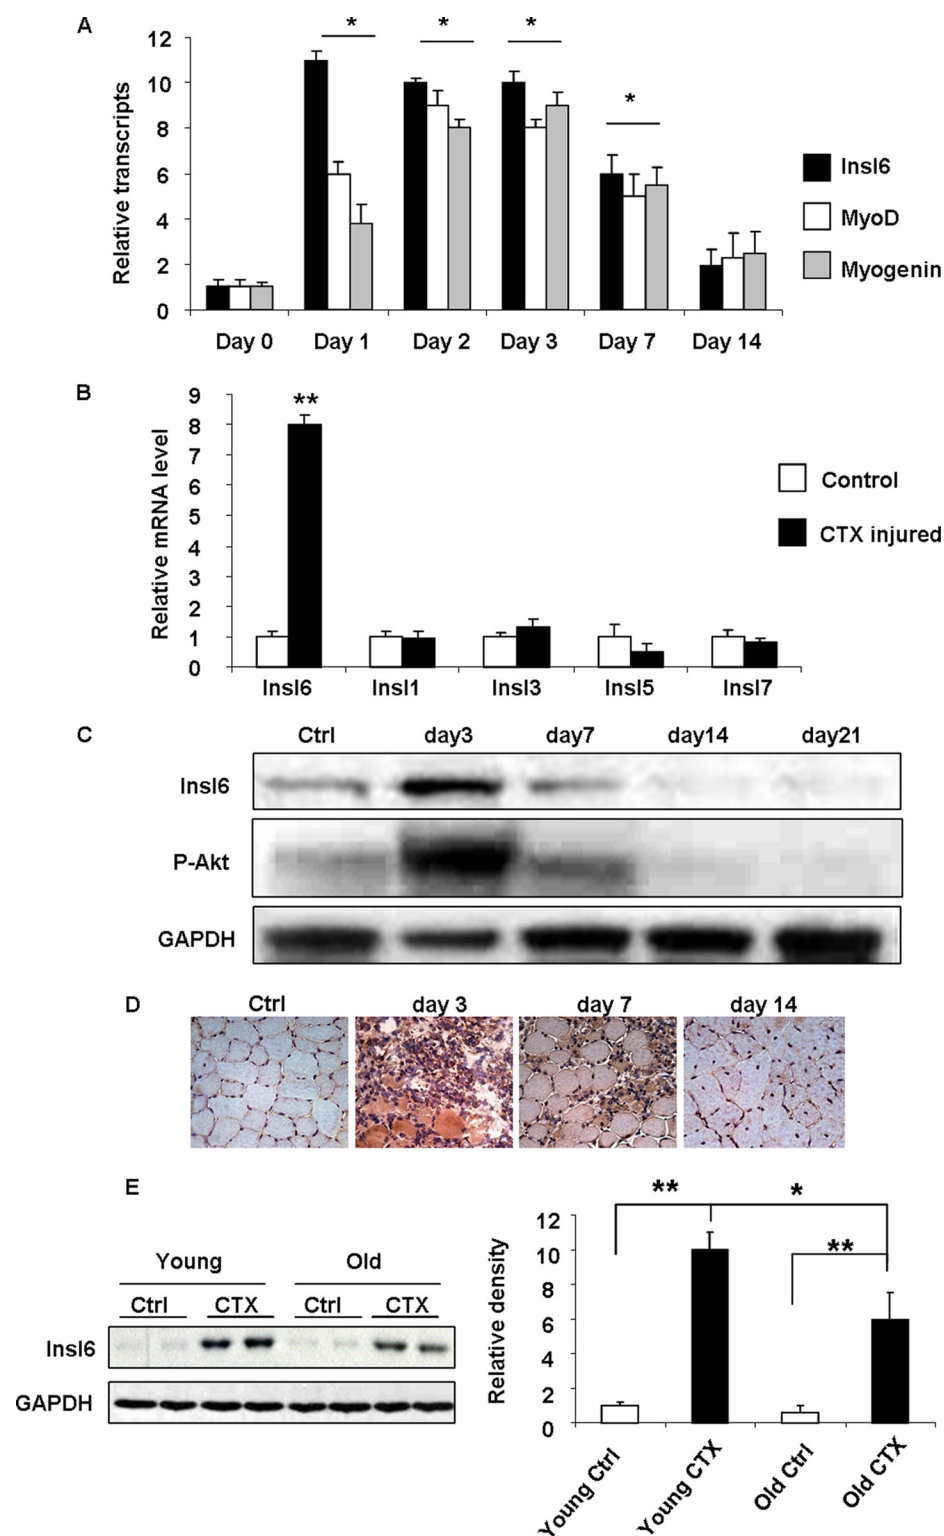 A
Relative transcripts
12
10
8
6
4
2
0
*
*
*
*
Day 0 Day 1 Day 2 Day 3 Day 7 Day 14
Insl6
MyoD
Myogenin
B
Relative mRNA level
9
8
7
6
5
4
3
2
1
0
**
Insl6 Insl1 Insl3 Insl5 Insl7
Control
CTX injured
C
Ctrl day3 day7 day14 day21
Insl6
P-Akt
GAPDH
D
Ctrl day 3 day 7 day 14
E
Young Old
Ctrl CTX Ctrl CTX
Insl6
GAPDH
Relative density
12
10
8
6
4
2
0
** *
**
Young Ctrl
Young CTX
Old Ctrl
Old CTX